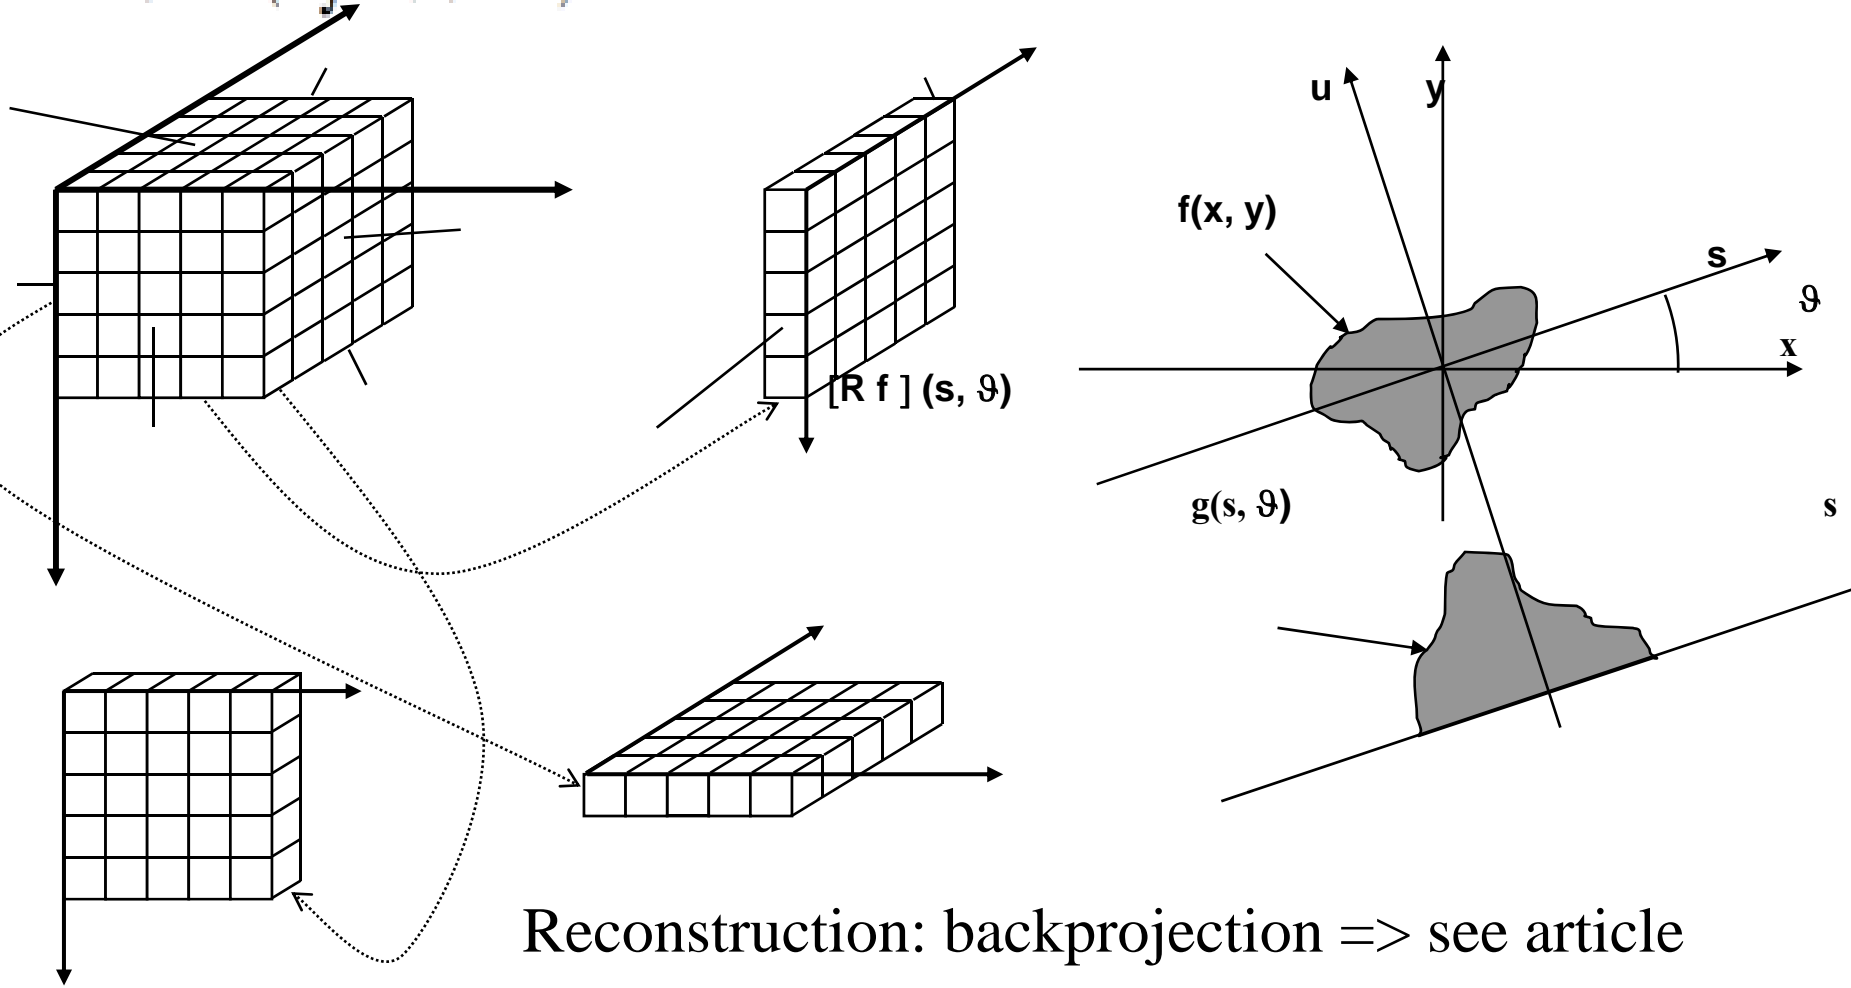 u
y
f(x, y)
s
ϑ
x
[R f ] (s, ϑ)
g(s, ϑ)
s
Reconstruction: backprojection => see article